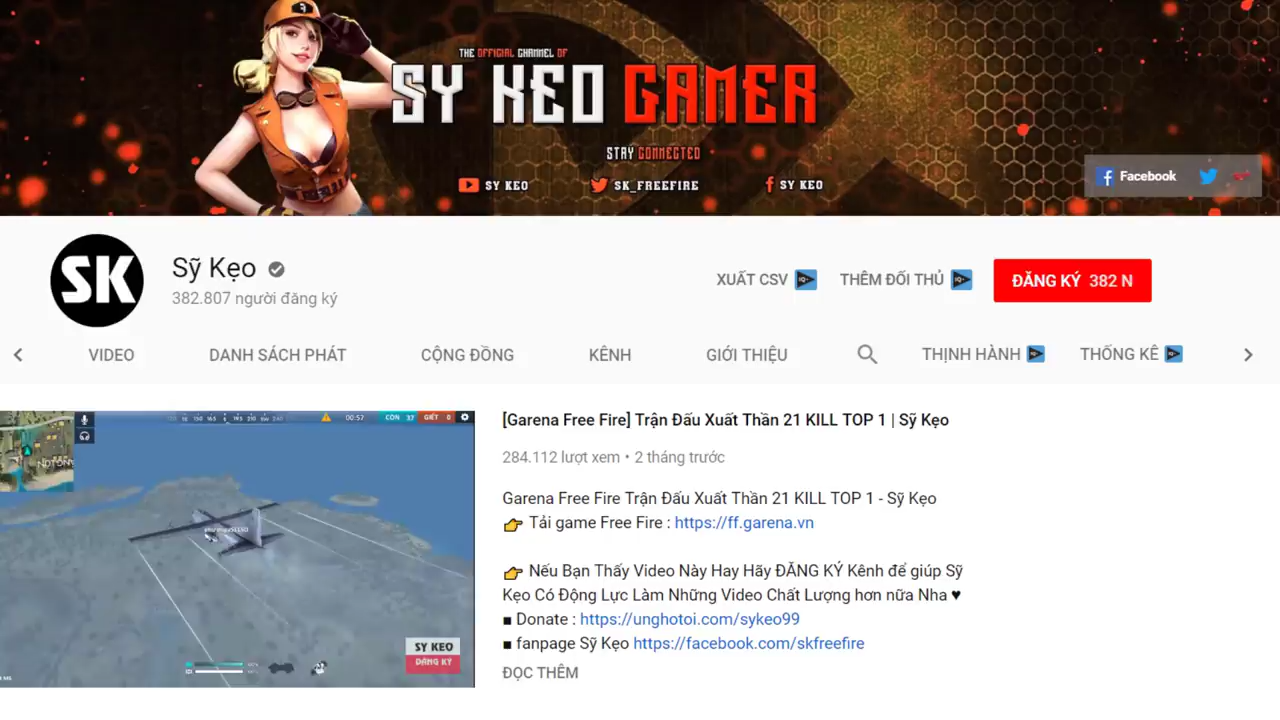 THE OFFICIAL CHANNEL OF
SY KEO GAMER
STAY CONNECTED
SY KEO SK_FREEFIRE SY KEO
Facebook
SK
Sỹ Kẹo
382.807 người đăng ký
XUẤT CSV THÊM ĐỐI THỦ ĐĂNG KÝ 382 N
VIDEO DANH SÁCH PHÁT CỘNG ĐỒNG KÊNH GIỚI THIỆU THỊNH HÀNH THỐNG KÊ
00:52 CÒN 37 GIẾT 0
[Garena Free Fire] Trận Đấu Xuất Thần 21 KILL TOP 1 | Sỹ Kẹo
284.112 lượt xem • 2 tháng trước
Garena Free Fire Trận Đấu Xuất Thần 21 KILL TOP 1 - Sỹ Kẹo
👉 Tải game Free Fire : https://ff.garena.vn
👉 Nếu Bạn Thấy Video Này Hay Hãy ĐĂNG KÝ Kênh để giúp Sỹ
Kẹo Có Động Lực Làm Những Video Chất Lượng hơn nữa Nha ♥
■ Donate : https://unghotoi.com/sykeo99
■ fanpage Sỹ Kẹo https://facebook.com/skfreefire
ĐỌC THÊM
SY KEO
ĐĂNG KÝ